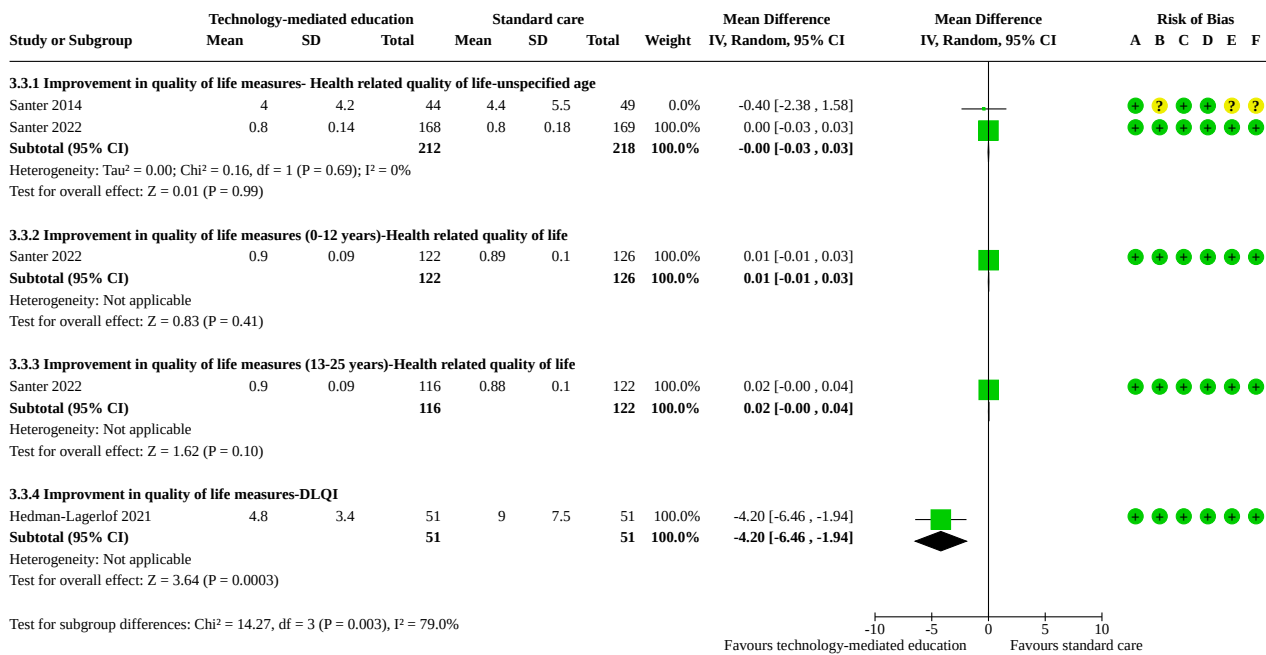 Technology-mediated education Standard care Mean Difference Mean Difference Risk of Bias
Study or Subgroup Mean SD Total Mean SD Total Weight IV, Random, 95% CI IV, Random, 95% CI A B C D E F
3.3.1 Improvement in quality of life measures- Health related quality of life-unspecified age
Santer 2014 4 4.2 44 4.4 5.5 49 0.0% -0.40 [-2.38 , 1.58] + ? + + ? ?
Santer 2022 0.8 0.14 168 0.8 0.18 169 100.0% 0.00 [-0.03 , 0.03] + + + + + +
Subtotal (95% CI) 212 218 100.0% -0.00 [-0.03 , 0.03]
Heterogeneity: Tau² = 0.00; Chi² = 0.16, df = 1 (P = 0.69); I² = 0%
Test for overall effect: Z = 0.01 (P = 0.99)
3.3.2 Improvement in quality of life measures (0-12 years)-Health related quality of life
Santer 2022 0.9 0.09 122 0.89 0.1 126 100.0% 0.01 [-0.01 , 0.03] + + + + + +
Subtotal (95% CI) 122 126 100.0% 0.01 [-0.01 , 0.03]
Heterogeneity: Not applicable
Test for overall effect: Z = 0.83 (P = 0.41)
3.3.3 Improvement in quality of life measures (13-25 years)-Health related quality of life
Santer 2022 0.9 0.09 116 0.88 0.1 122 100.0% 0.02 [-0.00 , 0.04] + + + + + +
Subtotal (95% CI) 116 122 100.0% 0.02 [-0.00 , 0.04]
Heterogeneity: Not applicable
Test for overall effect: Z = 1.62 (P = 0.10)
3.3.4 Improvment in quality of life measures-DLQI
Hedman-Lagerlof 2021 4.8 3.4 51 9 7.5 51 100.0% -4.20 [-6.46 , -1.94] + + + + + +
Subtotal (95% CI) 51 51 100.0% -4.20 [-6.46 , -1.94]
Heterogeneity: Not applicable
Test for overall effect: Z = 3.64 (P = 0.0003)
Test for subgroup differences: Chi² = 14.27, df = 3 (P = 0.003), I² = 79.0%
-10 -5 0 5 10
Favours technology-mediated education Favours standard care